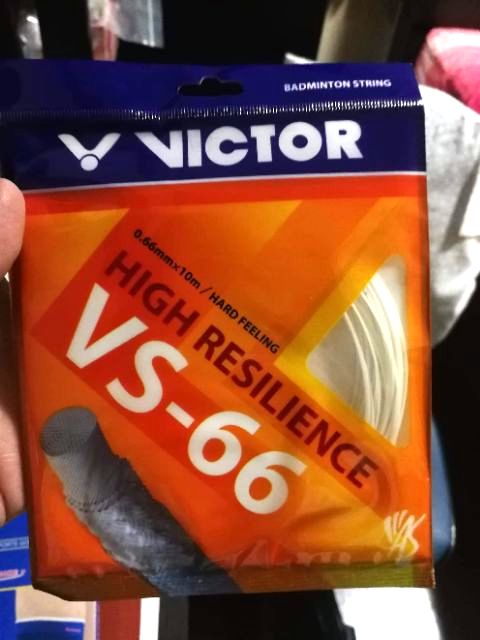 BADMINTON STRING
VICTOR
0.66mm×10m / HARD FEELING
HIGH RESILIENCE
VS-66